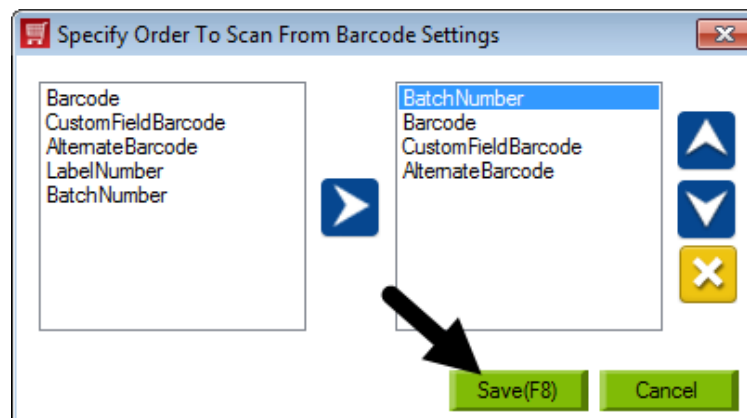 Specify Order To Scan From Barcode Settings
Barcode
CustomFieldBarcode
AlternateBarcode
LabelNumber
BatchNumber
BatchNumber
Barcode
CustomFieldBarcode
AlternateBarcode
Save(F8)
Cancel